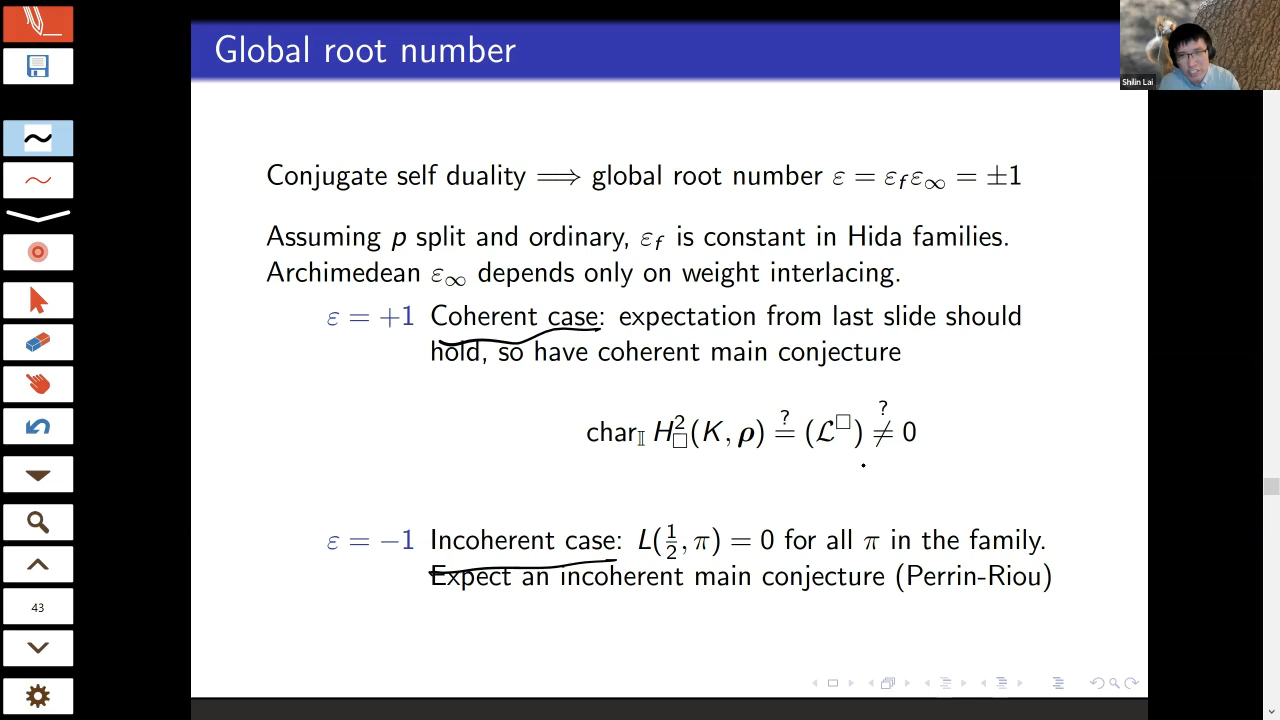 Global root number
Shilin Lai
Conjugate self duality ⟹ global root number ε = ε_f ε_∞ = ±1
Assuming p split and ordinary, ε_f is constant in Hida families.
Archimedean ε_∞ depends only on weight interlacing.
ε = +1 Coherent case: expectation from last slide should
hold, so have coherent main conjecture
char_𝕀 H²_□(K, ρ) ≟ (ℒ^□) ≠^? 0
ε = −1 Incoherent case: L(½, π) = 0 for all π in the family.
Expect an incoherent main conjecture (Perrin-Riou)
43